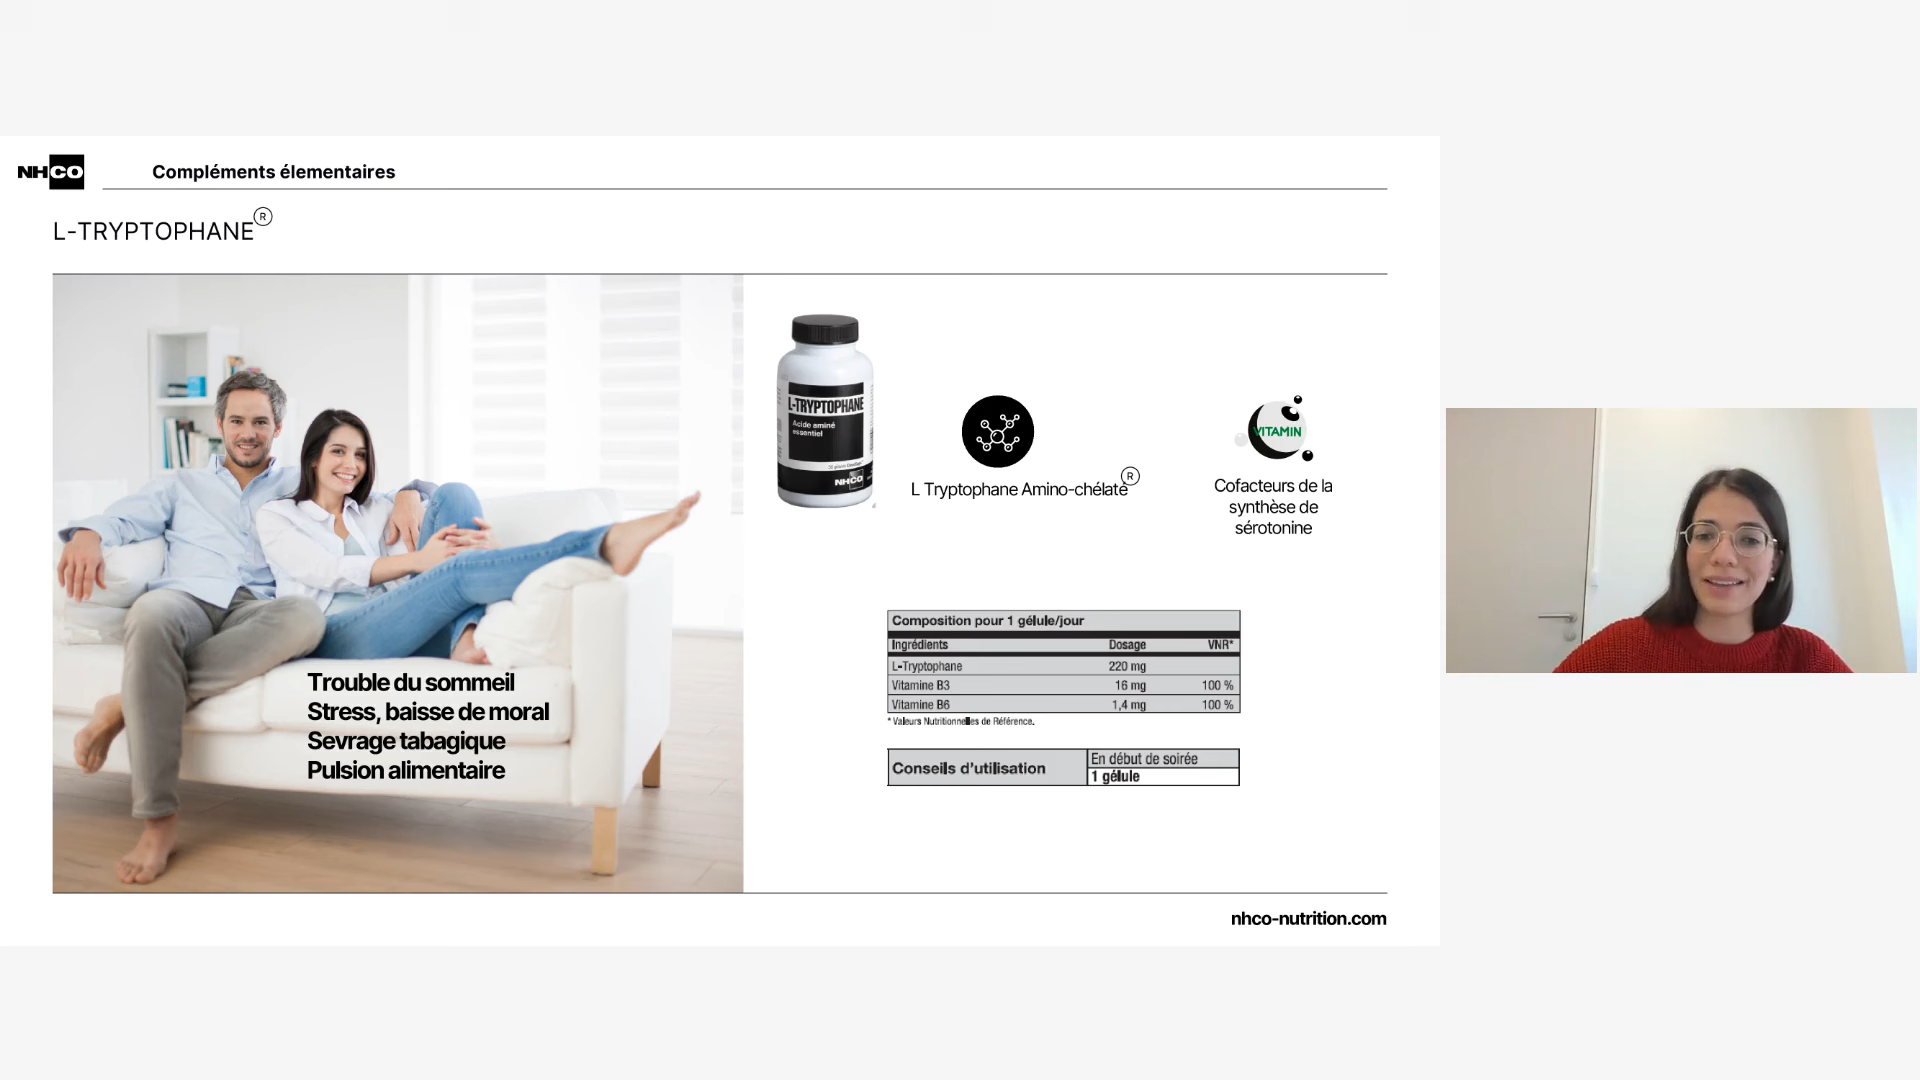 NHCO
Compléments élementaires
L-TRYPTOPHANE®
L-TRYPTOPHANE
Acide aminé
essentiel
NHCO
L Tryptophane Amino-chélaté®
VITAMIN
Cofacteurs de la
synthèse de
sérotonine
Trouble du sommeil
Stress, baisse de moral
Sevrage tabagique
Pulsion alimentaire
Composition pour 1 gélule/jour
Ingrédients Dosage VNR*
L-Tryptophane 220 mg
Vitamine B3 16 mg 100 %
Vitamine B6 1,4 mg 100 %
* Valeurs Nutritionnelles de Référence.
Conseils d’utilisation
En début de soirée
1 gélule
nhco-nutrition.com